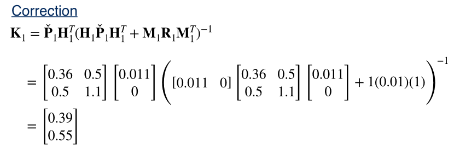 Correction
K₁ = P̌₁H₁ᵀ(H₁P̌₁H₁ᵀ + M₁R₁M₁ᵀ)⁻¹
= [0.36 0.5; 0.5 1.1] [0.011; 0] ([0.011 0] [0.36 0.5; 0.5 1.1] [0.011; 0] + 1(0.01)(1))⁻¹
= [0.39; 0.55]